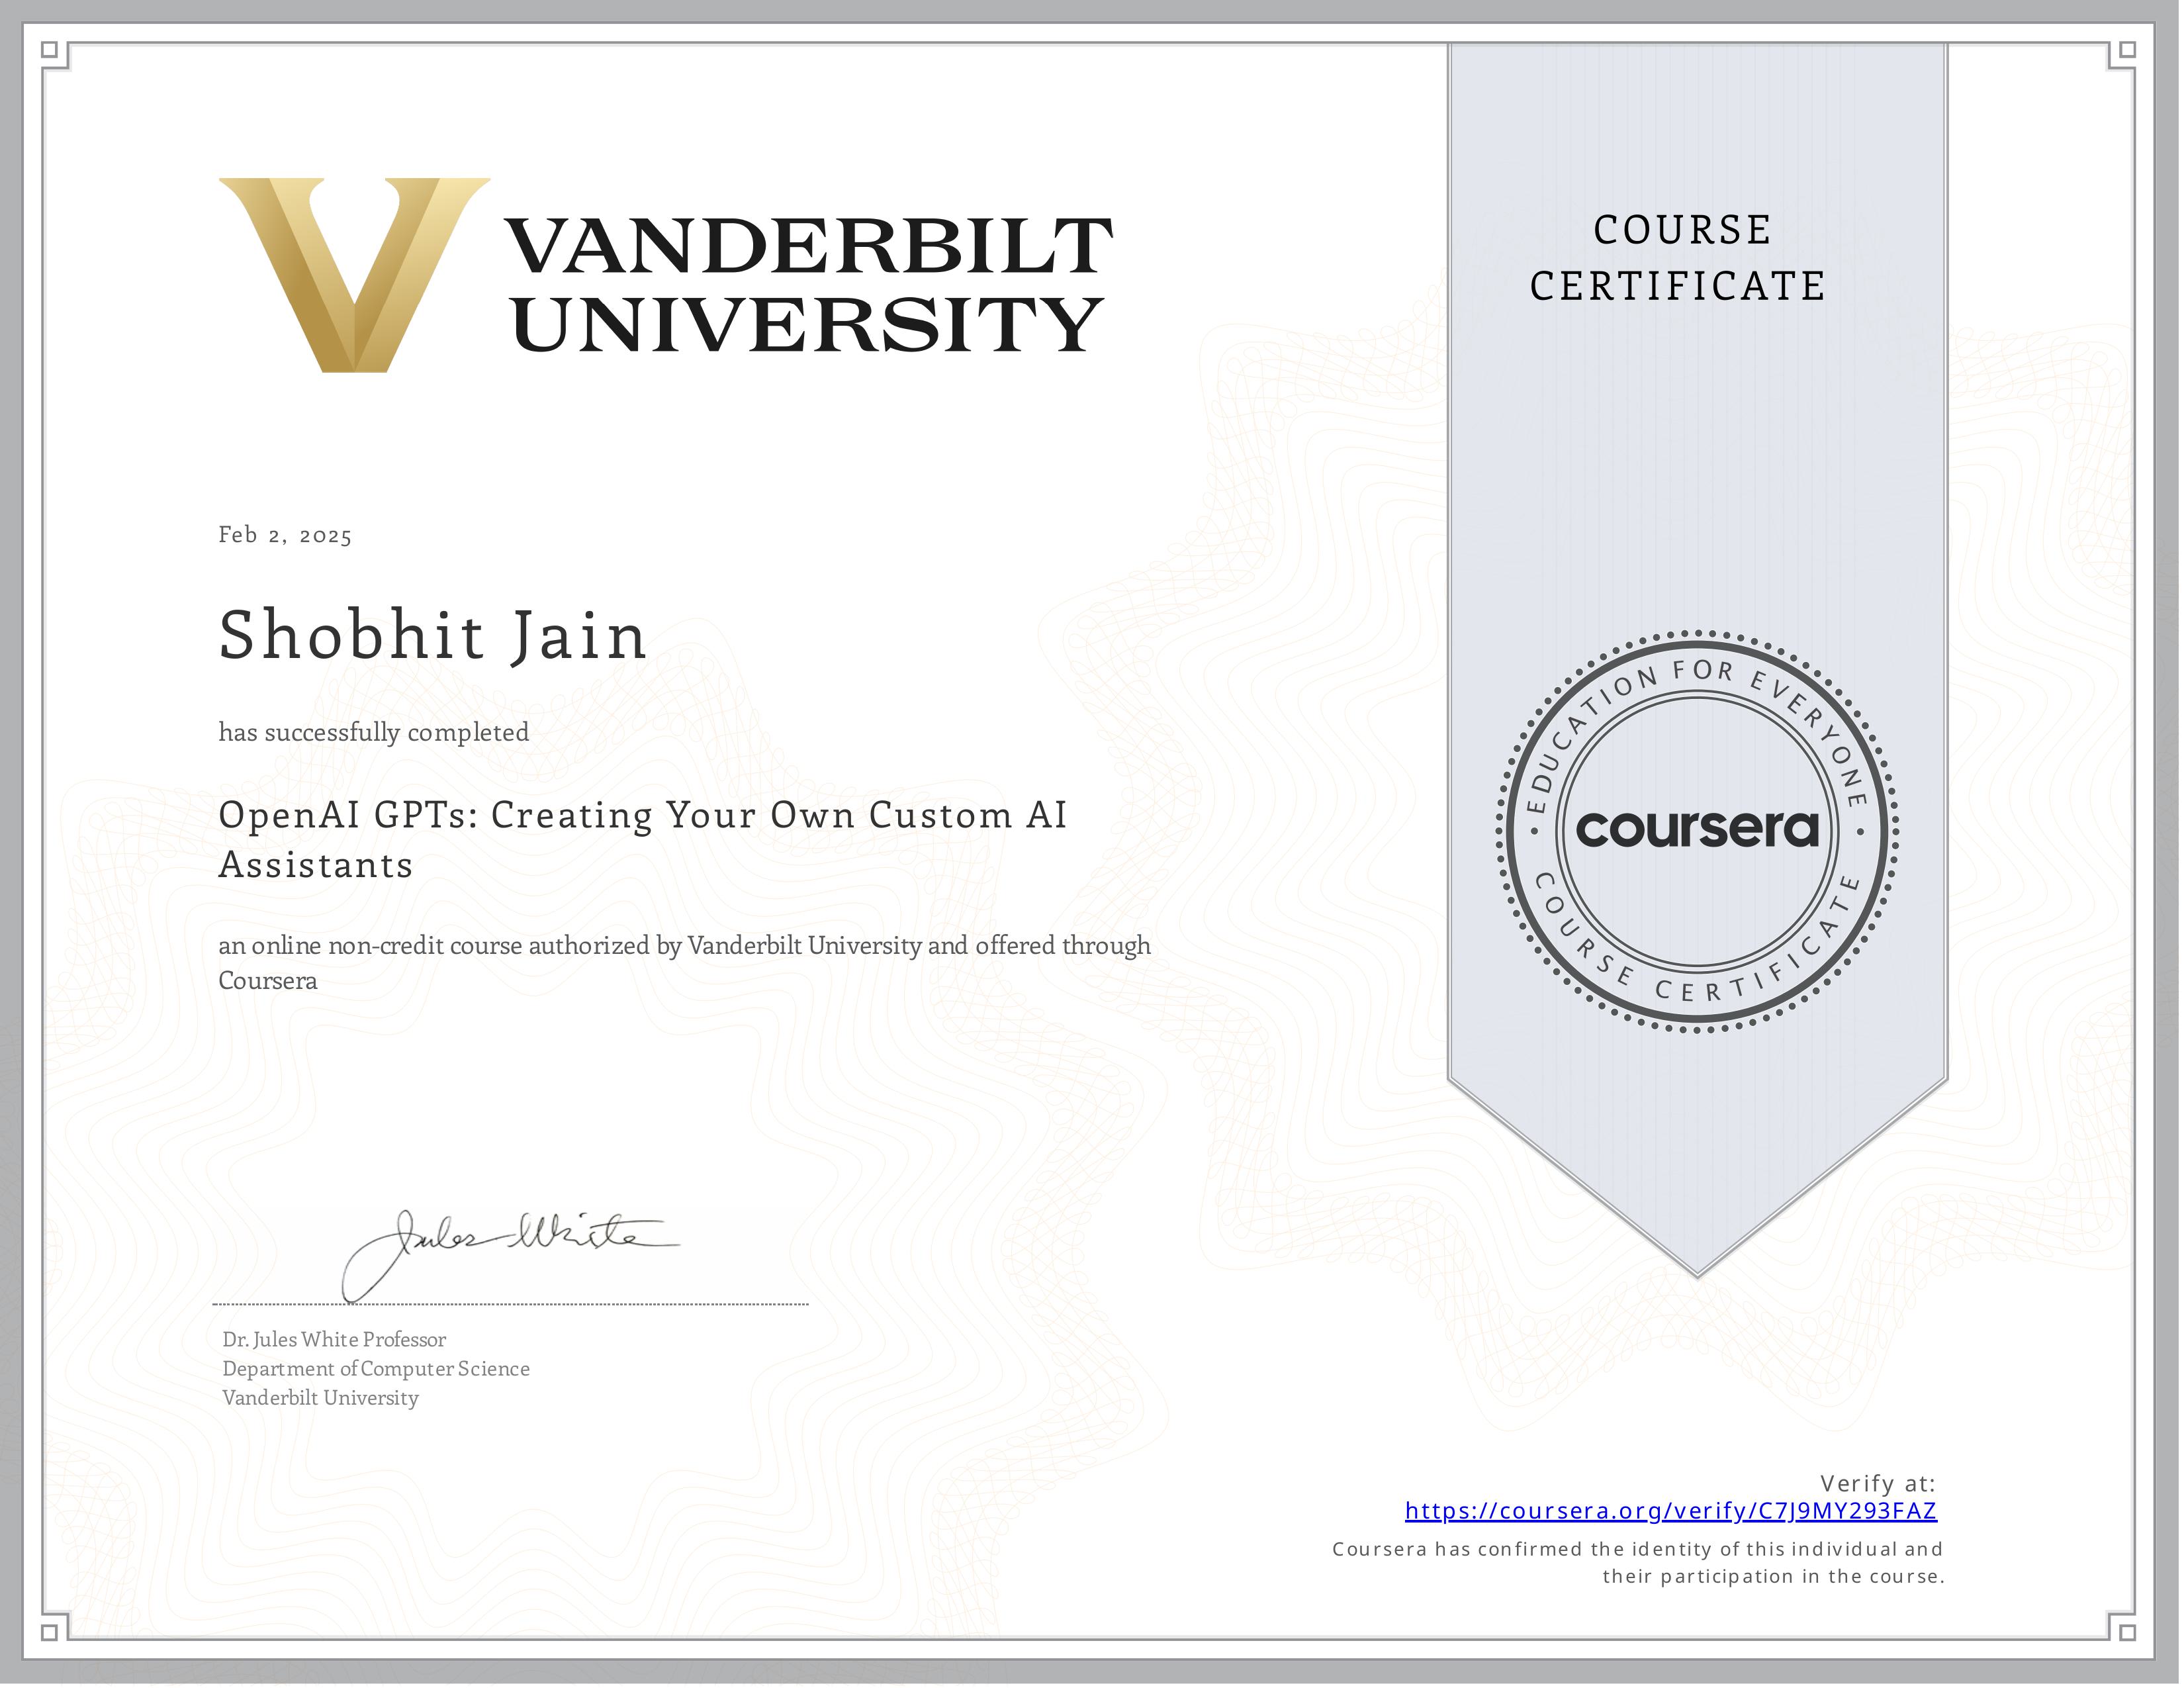 VANDERBILT
UNIVERSITY
COURSE
CERTIFICATE
Feb 2, 2025
Shobhit Jain
has successfully completed
OpenAI GPTs: Creating Your Own Custom AI
Assistants
an online non-credit course authorized by Vanderbilt University and offered through
Coursera
EDUCATION FOR EVERYONE
coursera
COURSE CERTIFICATE
Jules White
Dr. Jules White Professor
Department of Computer Science
Vanderbilt University
Verify at:
https://coursera.org/verify/C7J9MY293FAZ
Coursera has confirmed the identity of this individual and
their participation in the course.